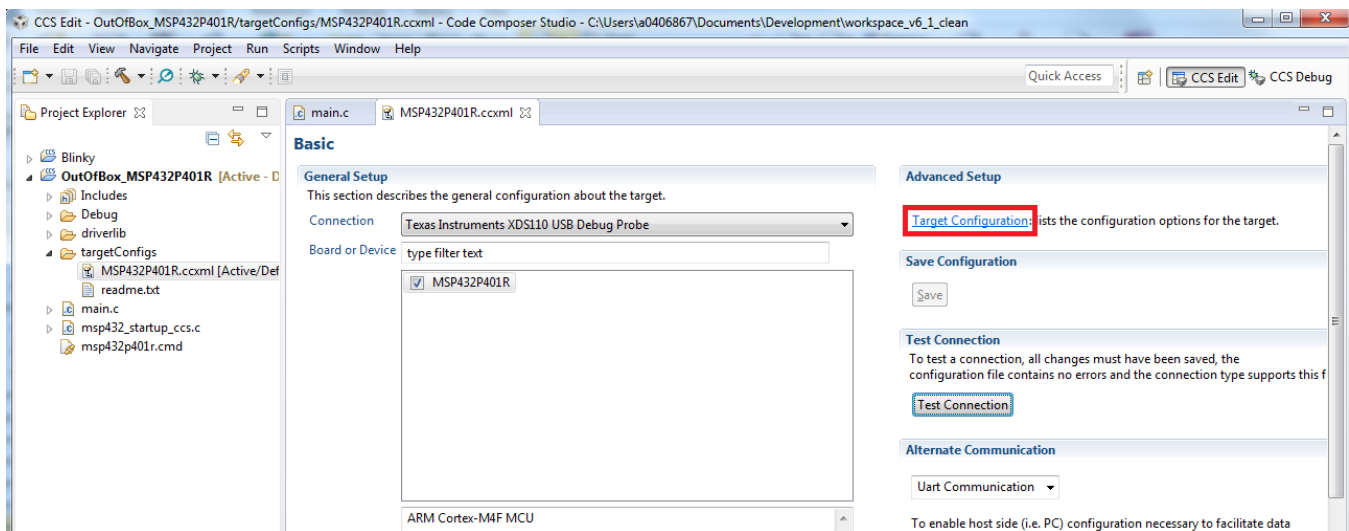 CCS Edit - OutOfBox_MSP432P401R/targetConfigs/MSP432P401R.ccxml - Code Composer Studio - C:\Users\a0406867\Documents\Development\workspace_v6_1_clean
File Edit View Navigate Project Run Scripts Window Help
Quick Access
CCS Edit
CCS Debug
Project Explorer
Blinky
OutOfBox_MSP432P401R [Active - D
Includes
Debug
driverlib
targetConfigs
MSP432P401R.ccxml [Active/Def
readme.txt
main.c
msp432_startup_ccs.c
msp432p401r.cmd
main.c
MSP432P401R.ccxml
Basic
General Setup
This section describes the general configuration about the target.
Connection
Texas Instruments XDS110 USB Debug Probe
Board or Device
type filter text
MSP432P401R
ARM Cortex-M4F MCU
Advanced Setup
Target Configuration: lists the configuration options for the target.
Save Configuration
Save
Test Connection
To test a connection, all changes must have been saved, the
configuration file contains no errors and the connection type supports this f
Test Connection
Alternate Communication
Uart Communication
To enable host side (i.e. PC) configuration necessary to facilitate data